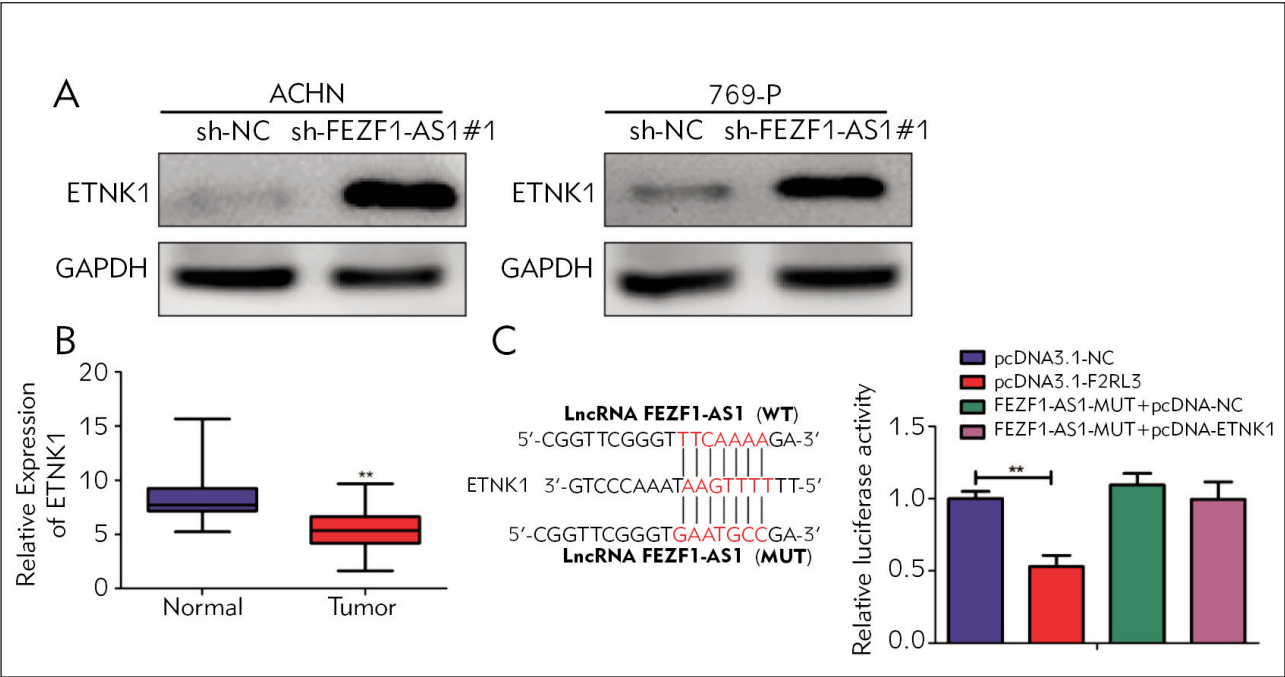 A
ACHN
sh-NC sh-FEZF1-AS1#1
ETNK1
GAPDH
769-P
sh-NC sh-FEZF1-AS1#1
ETNK1
GAPDH
B
Relative Expression
of ETNK1
20
15
10
5
0
**
Normal Tumor
C
LncRNA FEZF1-AS1 (WT)
5′-CGGTTCGGGTTTCAAAAGA-3′
ETNK1 3′-GTCCCAAATAAGTTTTTT-5′
5′-CGGTTCGGGTGAATGCCGA-3′
LncRNA FEZF1-AS1 (MUT)
pcDNA3.1-NC
pcDNA3.1-F2RL3
FEZF1-AS1-MUT+pcDNA-NC
FEZF1-AS1-MUT+pcDNA-ETNK1
Relative luciferase activity
1.5
1.0
0.5
0.0
**